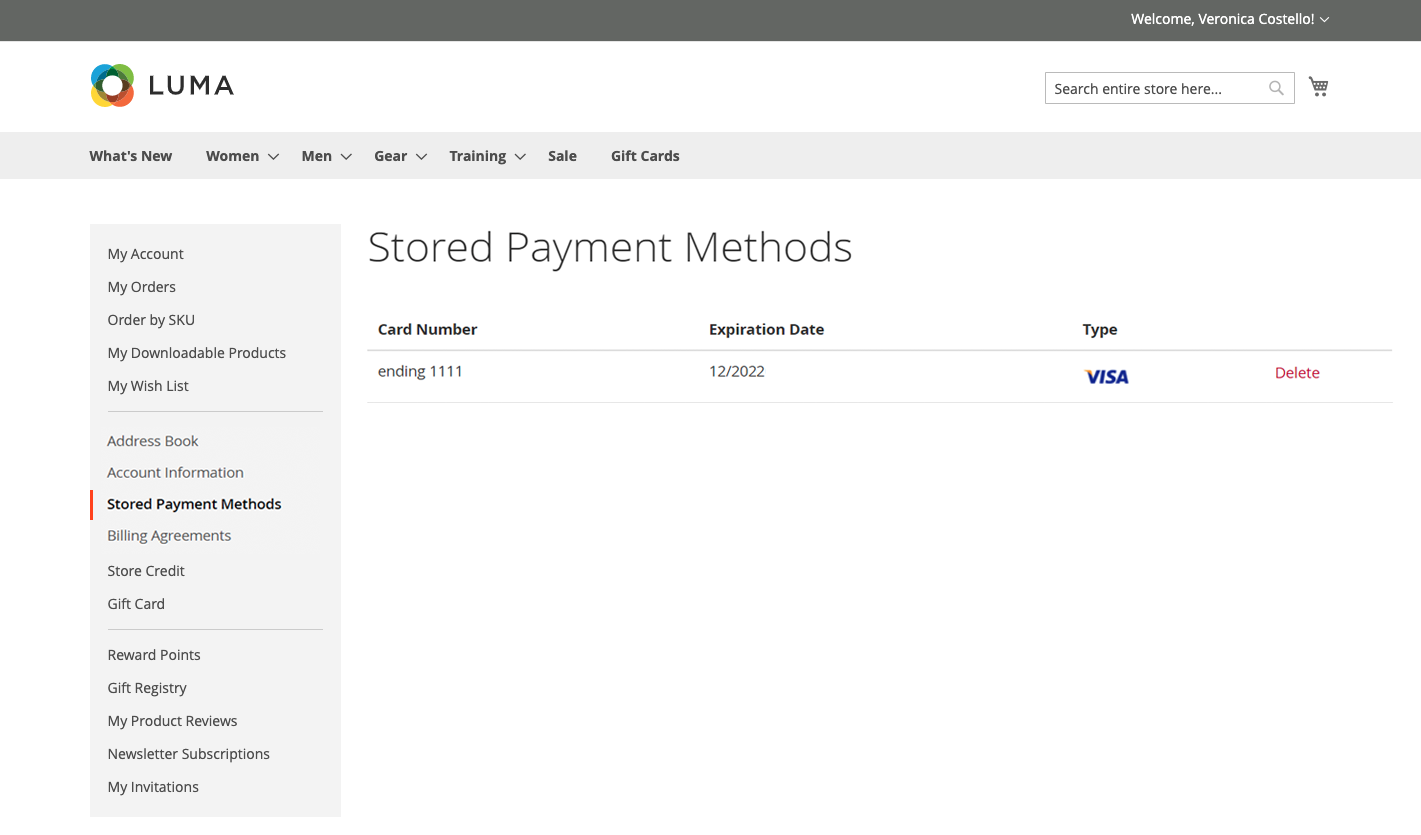 Welcome, Veronica Costello!
LUMA
Search entire store here...
What's New Women Men Gear Training Sale Gift Cards
My Account
My Orders
Order by SKU
My Downloadable Products
My Wish List
Address Book
Account Information
Stored Payment Methods
Billing Agreements
Store Credit
Gift Card
Reward Points
Gift Registry
My Product Reviews
Newsletter Subscriptions
My Invitations
Stored Payment Methods
Card Number Expiration Date Type
ending 1111 12/2022 VISA Delete